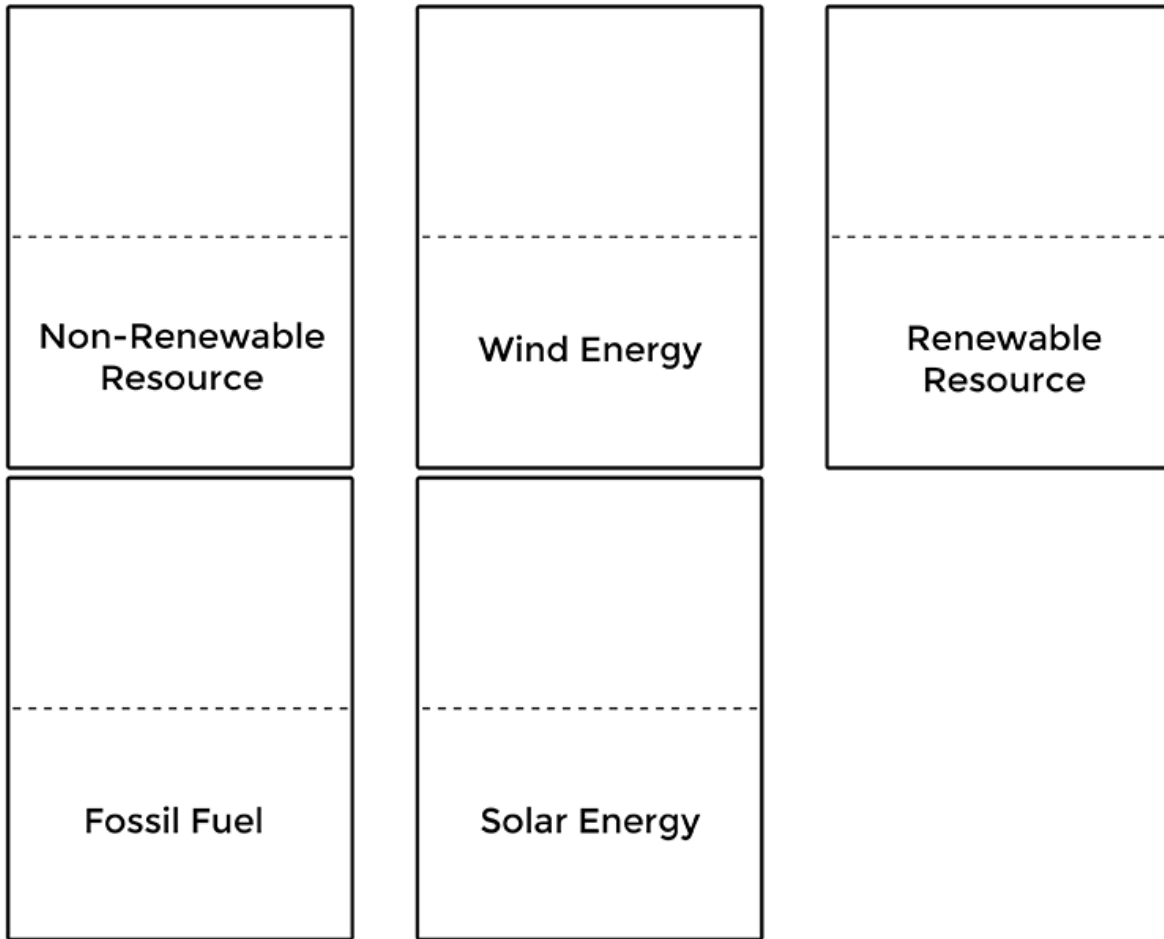 Non-Renewable
Resource
Wind Energy
Renewable
Resource
Fossil Fuel
Solar Energy